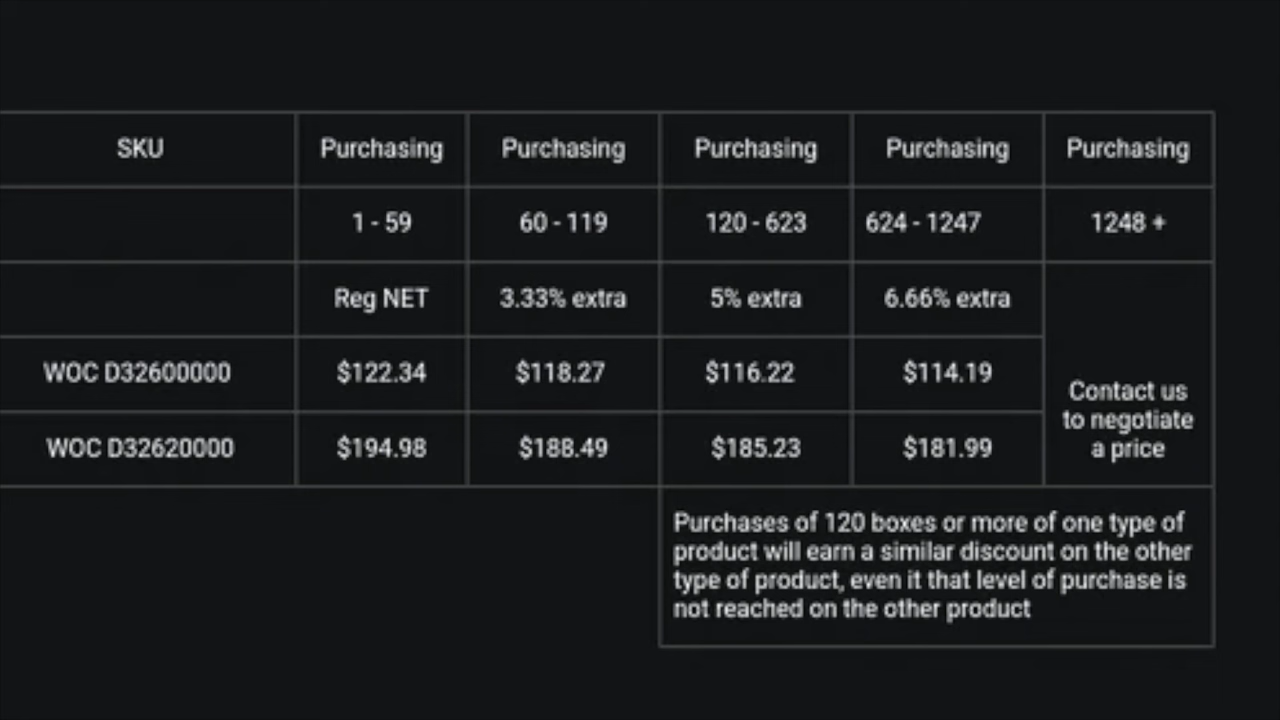 SKU Purchasing Purchasing Purchasing Purchasing Purchasing
1 - 59 60 - 119 120 - 623 624 - 1247 1248 +
Reg NET 3.33% extra 5% extra 6.66% extra
WOC D32600000 $122.34 $118.27 $116.22 $114.19
WOC D32620000 $194.98 $188.49 $185.23 $181.99
Contact us
to negotiate
a price
Purchases of 120 boxes or more of one type of
product will earn a similar discount on the other
type of product, even it that level of purchase is
not reached on the other product